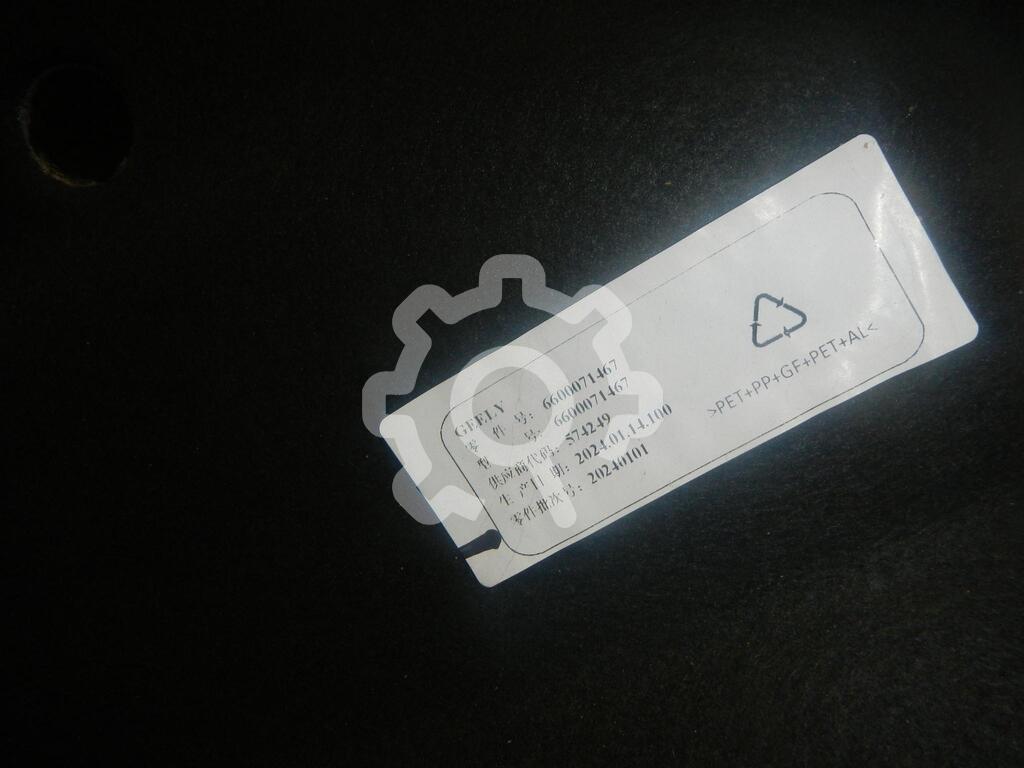 GEELY
零 件 号：6600071467
型 号：6600071467
供应商代码：574249
生 产 日 期：2024.01.14.100
零件批次号：20240101
>PET+PP+GF+PET+AL<